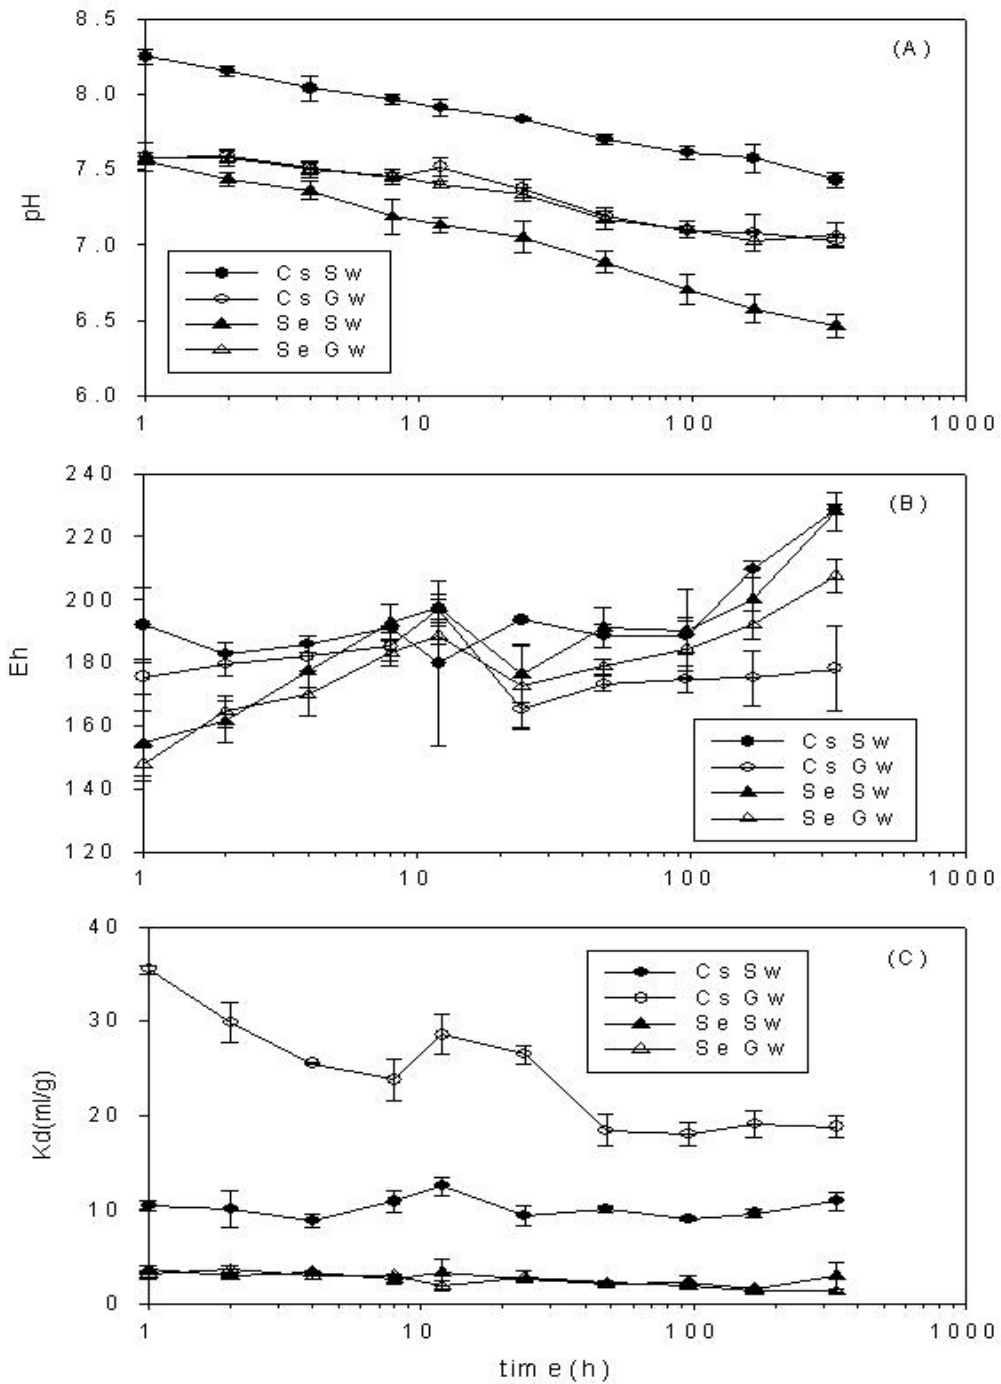 8.5
(A)
8.0
7.5
pH
7.0
Cs Sw
Cs Gw
Se Sw
Se Gw
6.5
6.0
1 10 100 1000
240
(B)
220
200
Eh
180
160
Cs Sw
Cs Gw
Se Sw
Se Gw
140
120
1 10 100 1000
40
(C)
Cs Sw
Cs Gw
Se Sw
Se Gw
30
Kd(ml/g)
20
10
0
1 10 100 1000
time(h)